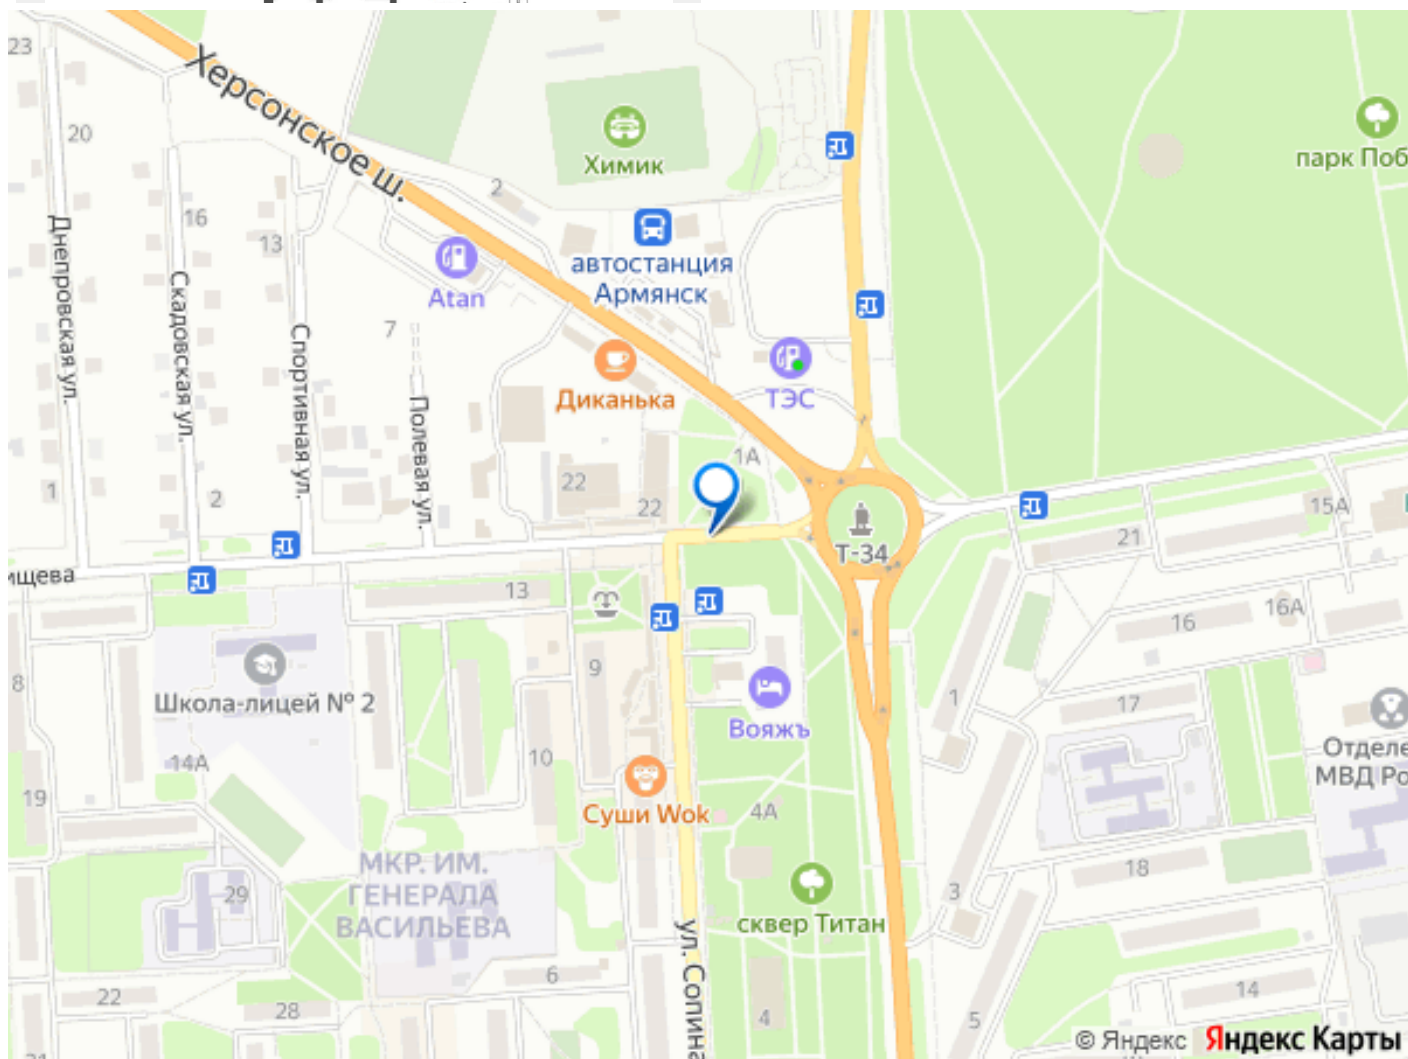 23
20
Херсонское ш.
Химик
парк Поб
2
16
13
автостанция
Армянск
Atan
Днепровская ул.
Скадовская ул.
Спортивная ул.
7
Полевая ул.
Диканька
ТЭС
1А
1
2
22
22
15А
21
Т-34
ищева
13
16
16А
8
Школа-лицей № 2
9
1
17
Вояжъ
14А
10
Отделе
МВД Ро
19
Суши Wok
4А
МКР. ИМ.
ГЕНЕРАЛА
ВАСИЛЬЕВА
29
18
3
сквер Титан
ул. Сопина
22
28
6
4
5
14
© Яндекс Яндекс Карты